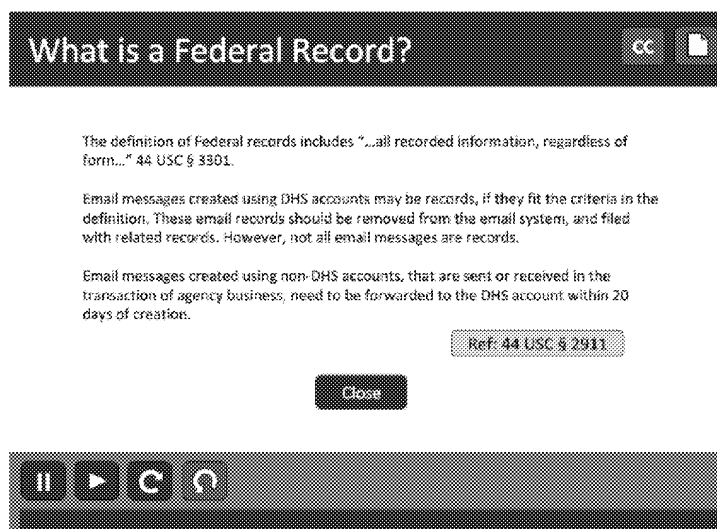 What is a Federal Record?
CC
The definition of Federal records includes "...all recorded information, regardless of
form..." 44 USC § 3301.
Email messages created using DHS accounts may be records, if they fit the criteria in the
definition. These email records should be removed from the email system, and filed
with related records. However, not all email messages are records.
Email messages created using non-DHS accounts, that are sent or received in the
transaction of agency business, need to be forwarded to the DHS account within 20
days of creation.
Ref: 44 USC § 2911
Close